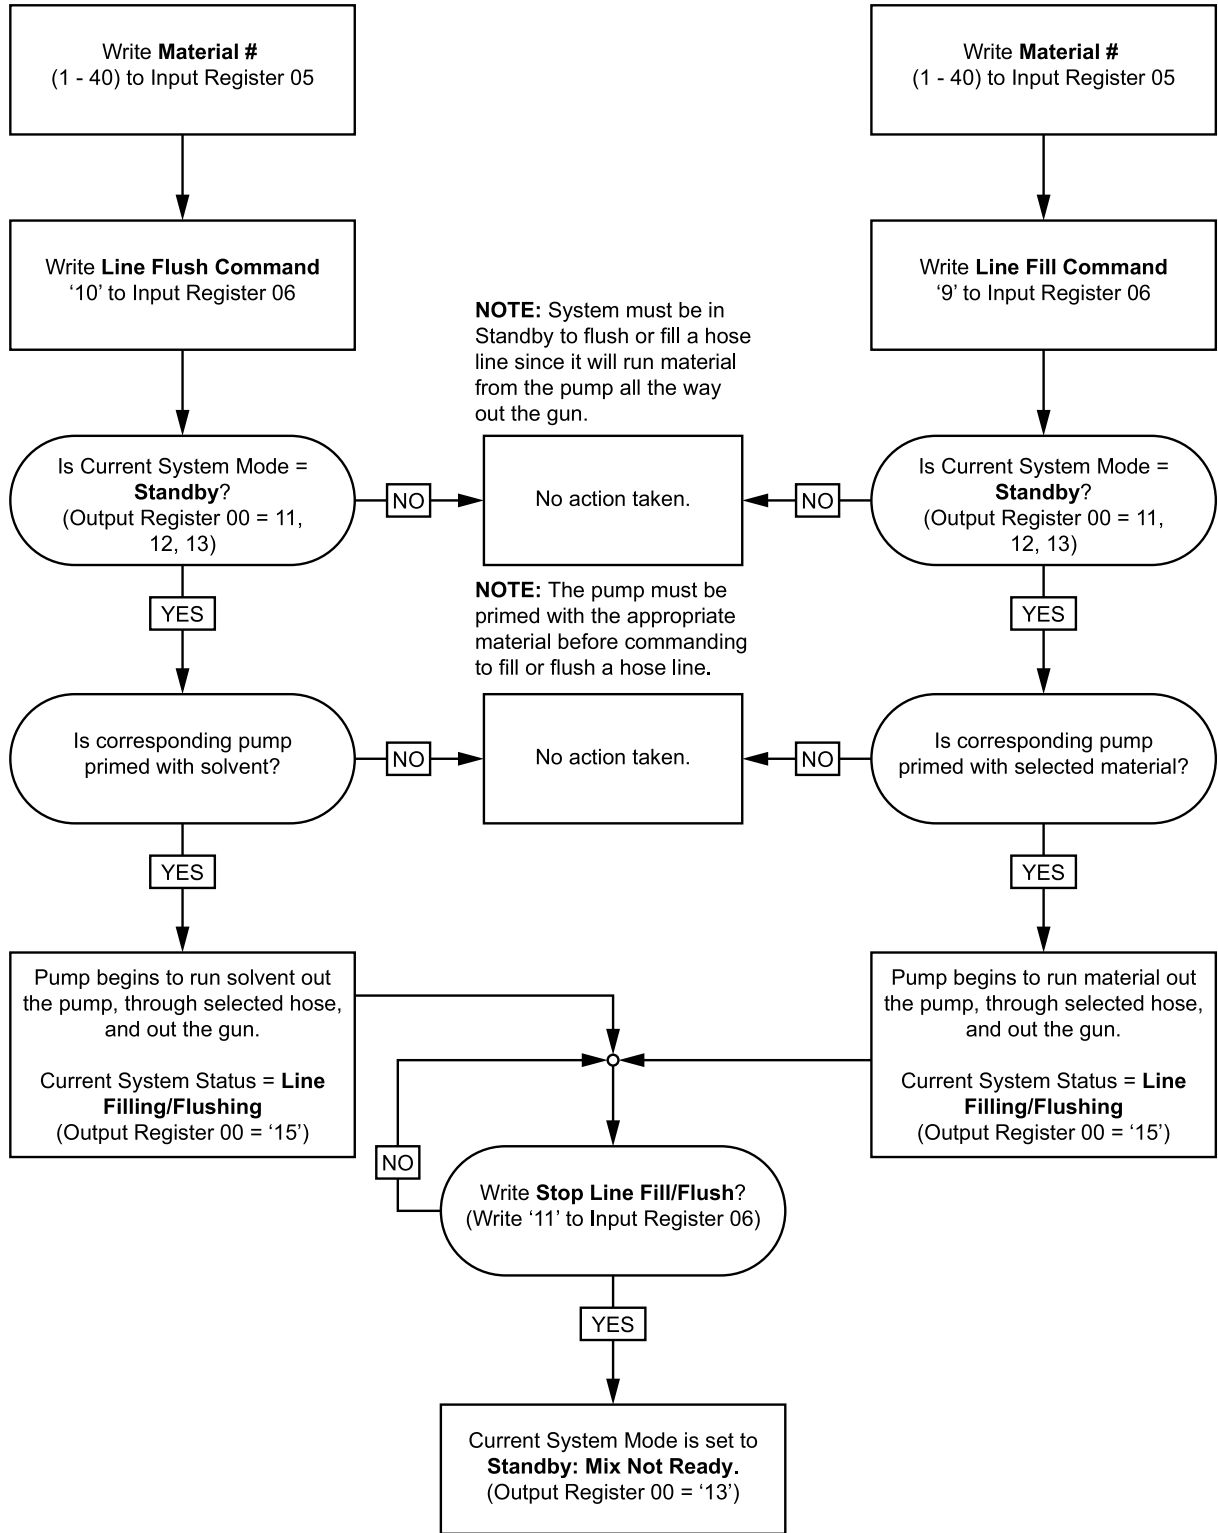 Write Material #
(1 - 40) to Input Register 05
Write Material #
(1 - 40) to Input Register 05
Write Line Flush Command
‘10’ to Input Register 06
Write Line Fill Command
‘9’ to Input Register 06
NOTE: System must be in
Standby to flush or fill a hose
line since it will run material
from the pump all the way
out the gun.
Is Current System Mode =
Standby?
(Output Register 00 = 11,
12, 13)
NO
No action taken.
NO
Is Current System Mode =
Standby?
(Output Register 00 = 11,
12, 13)
YES
NOTE: The pump must be
primed with the appropriate
material before commanding
to fill or flush a hose line.
YES
Is corresponding pump
primed with solvent?
NO
No action taken.
NO
Is corresponding pump
primed with selected material?
YES
YES
Pump begins to run solvent out
the pump, through selected hose,
and out the gun.
Current System Status = Line
Filling/Flushing
(Output Register 00 = ‘15’)
Pump begins to run material out
the pump, through selected hose,
and out the gun.
Current System Status = Line
Filling/Flushing
(Output Register 00 = ‘15’)
NO
Write Stop Line Fill/Flush?
(Write ‘11’ to Input Register 06)
YES
Current System Mode is set to
Standby: Mix Not Ready.
(Output Register 00 = ‘13’)